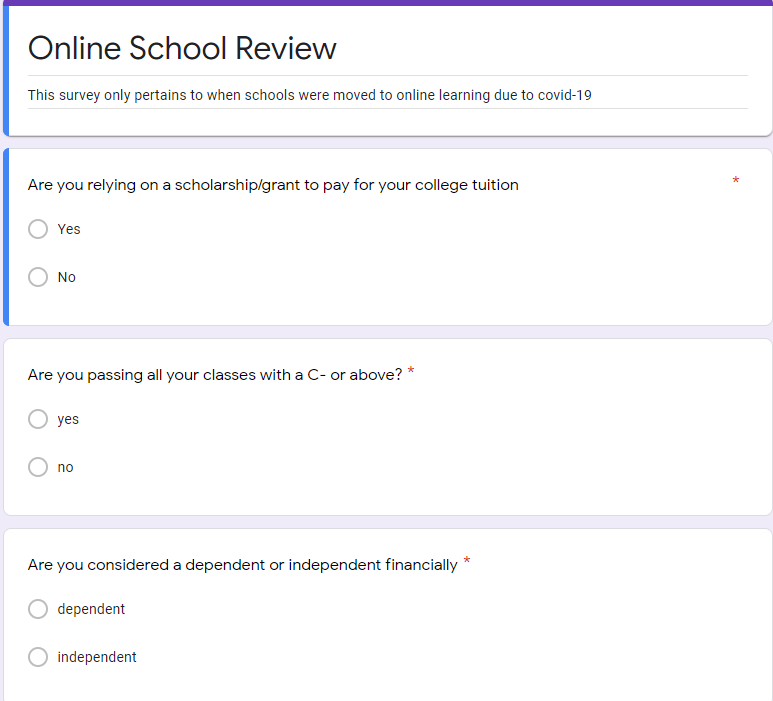 Online School Review
This survey only pertains to when schools were moved to online learning due to covid-19
Are you relying on a scholarship/grant to pay for your college tuition *
Yes
No
Are you passing all your classes with a C- or above? *
yes
no
Are you considered a dependent or independent financially *
dependent
independent